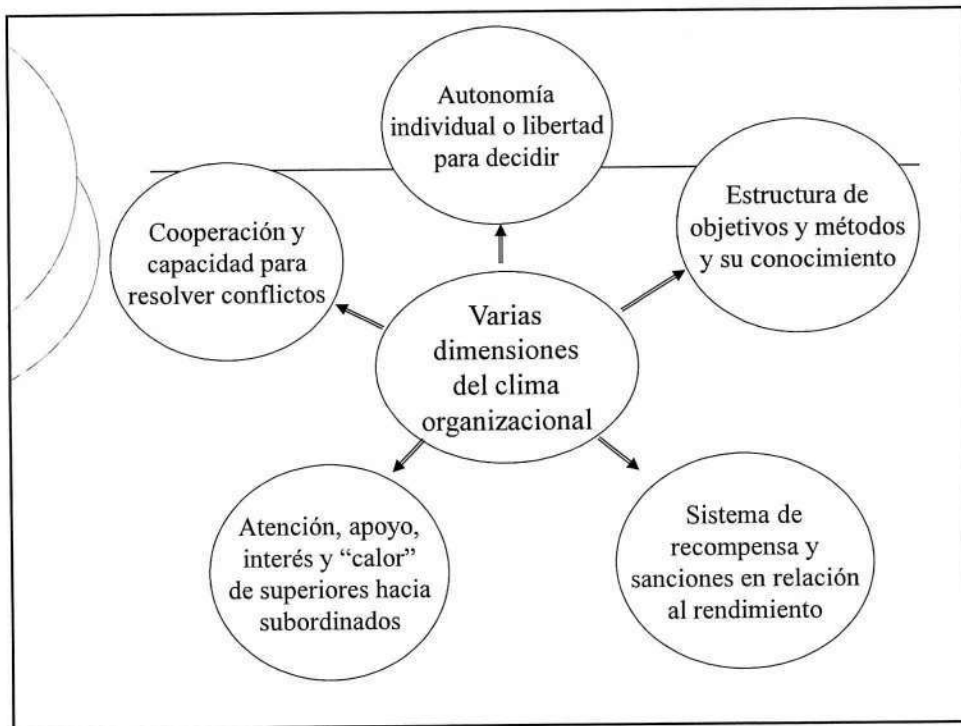 Autonomía
individual o libertad
para decidir
Estructura de
objetivos y métodos
y su conocimiento
Cooperación y
capacidad para
resolver conflictos
Varias
dimensiones
del clima
organizacional
Atención, apoyo,
interés y “calor”
de superiores hacia
subordinados
Sistema de
recompensa y
sanciones en relación
al rendimiento